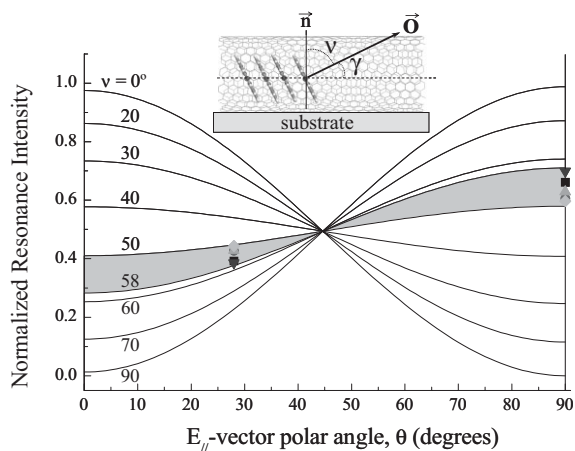 n
O
ν
γ
substrate
1.0
0.8
0.6
0.4
0.2
0.0
ν = 0º
20
30
40
50
58
60
70
90
Normalized Resonance Intensity
0 10 20 30 40 50 60 70 80 90
E//-vector polar angle, θ (degrees)